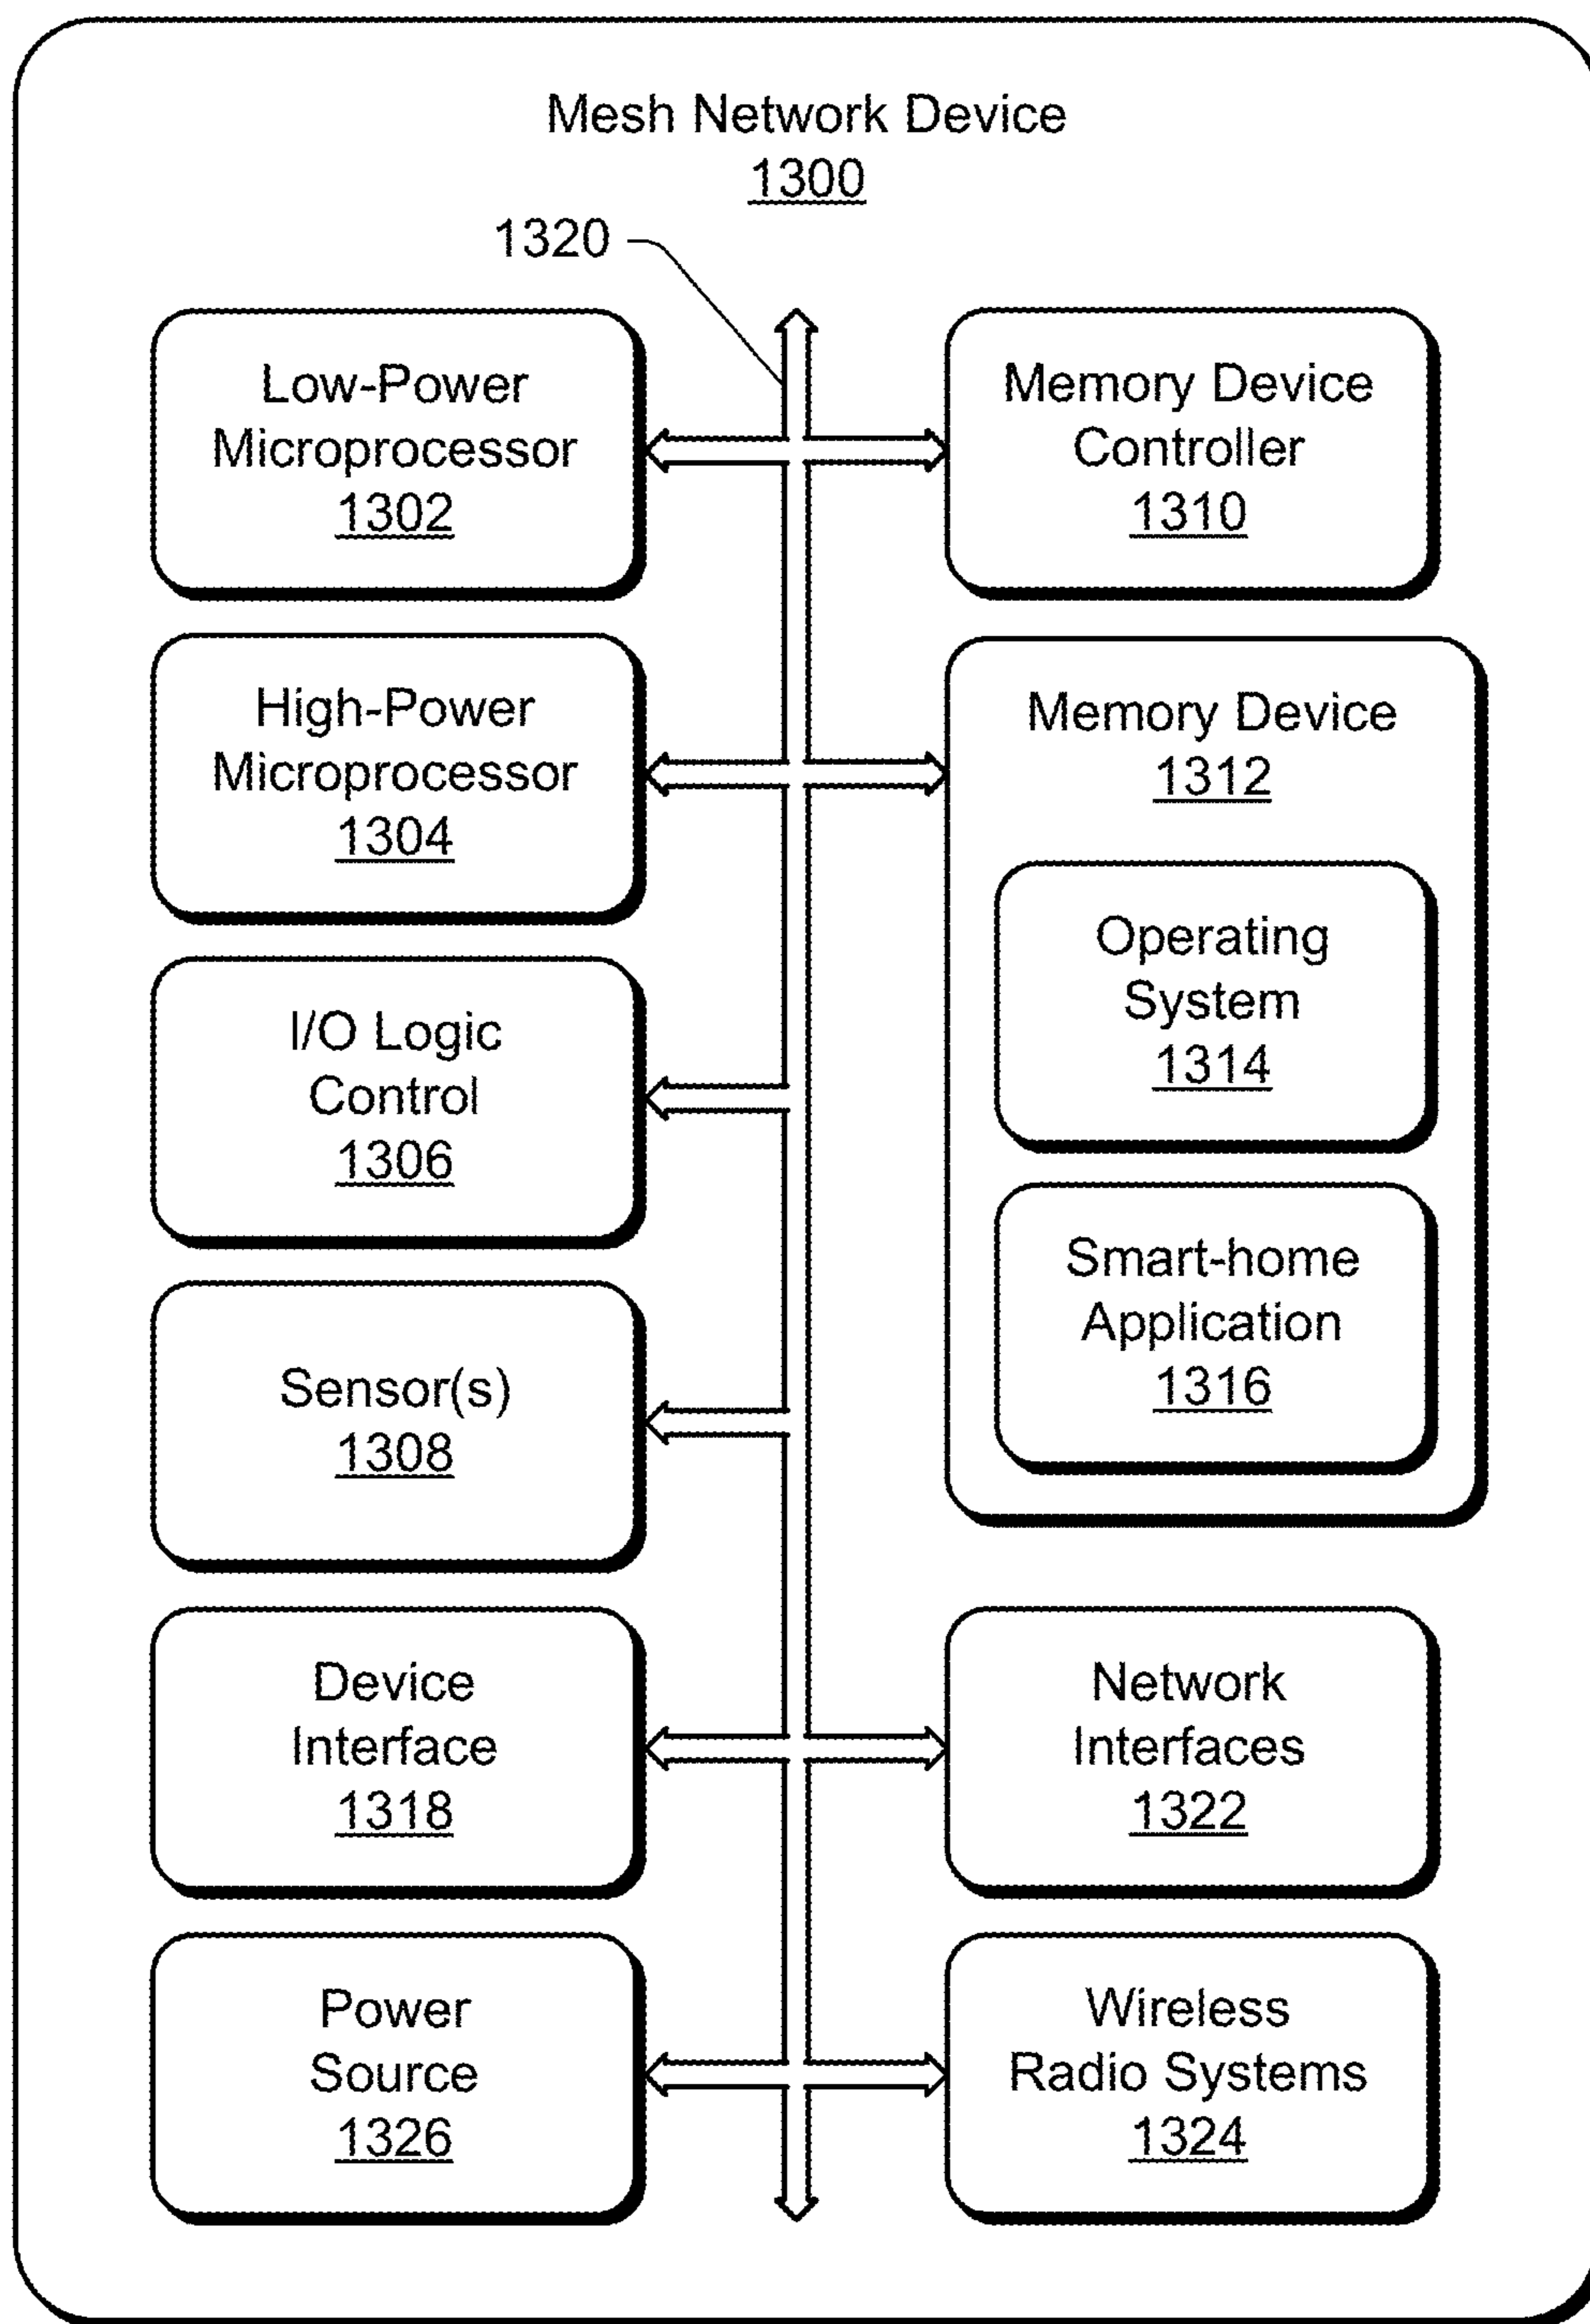 Mesh Network Device
1300
1320
Low-Power
Microprocessor
1302
Memory Device
Controller
1310
High-Power
Microprocessor
1304
Memory Device
1312
Operating
System
1314
I/O Logic
Control
1306
Smart-home
Application
1316
Sensor(s)
1308
Device
Interface
1318
Network
Interfaces
1322
Power
Source
1326
Wireless
Radio Systems
1324